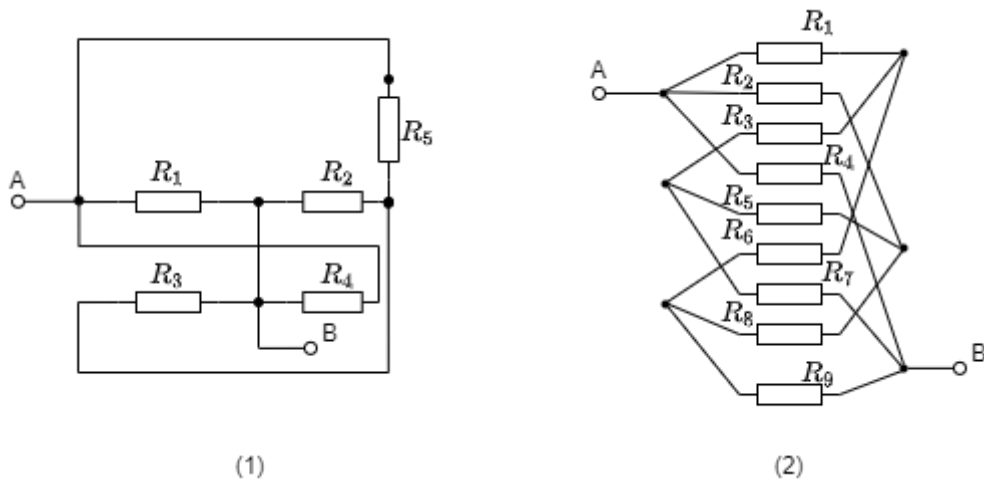 A
R₁
R₂
R₅
R₃
R₄
B
(1)
A
R₁
R₂
R₃
R₄
R₅
R₆
R₇
R₈
R₉
B
(2)